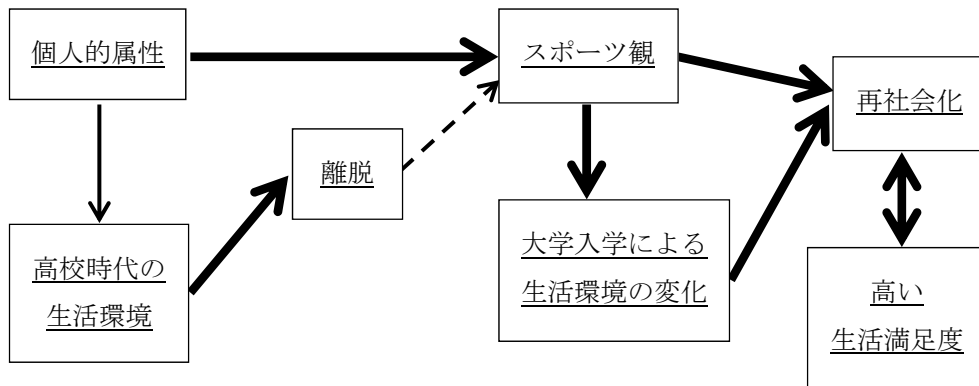 個人的属性
スポーツ観
再社会化
離脱
高校時代の
生活環境
大学入学による
生活環境の変化
高い
生活満足度